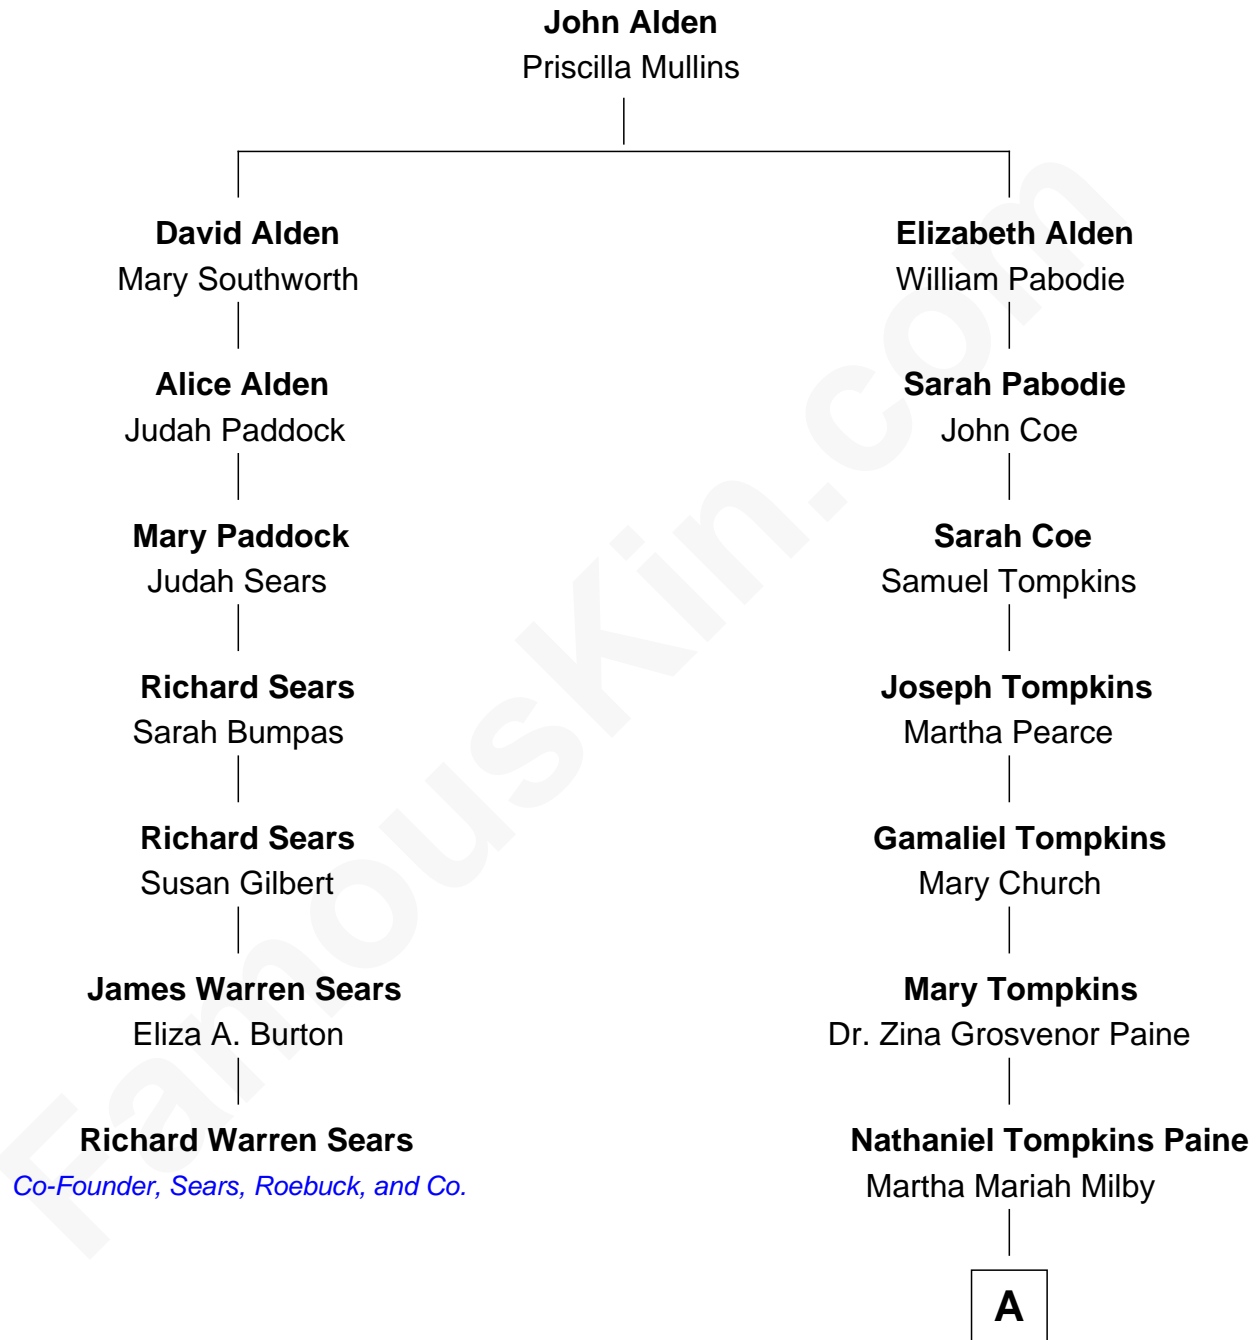 John Alden
Priscilla Mullins
David Alden
Mary Southworth
Alice Alden
Judah Paddock
Mary Paddock
Judah Sears
Richard Sears
Sarah Bumpas
Richard Sears
Susan Gilbert
James Warren Sears
Eliza A. Burton
Richard Warren Sears
Co-Founder, Sears, Roebuck, and Co.
Elizabeth Alden
William Pabodie
Sarah Pabodie
John Coe
Sarah Coe
Samuel Tompkins
Joseph Tompkins
Martha Pearce
Gamaliel Tompkins
Mary Church
Mary Tompkins
Dr. Zina Grosvenor Paine
Nathaniel Tompkins Paine
Martha Mariah Milby
A
FamousKin.com